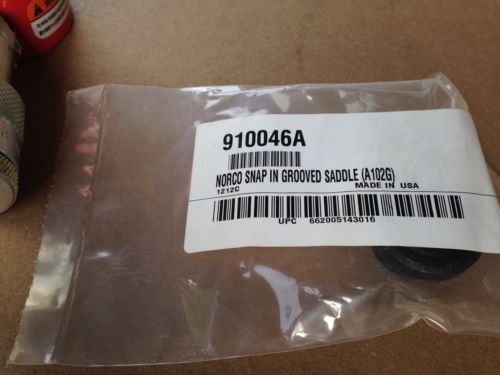 910046A
NORCO SNAP IN GROOVED SADDLE (A102G)
1212C MADE IN USA
UPC 662005143016